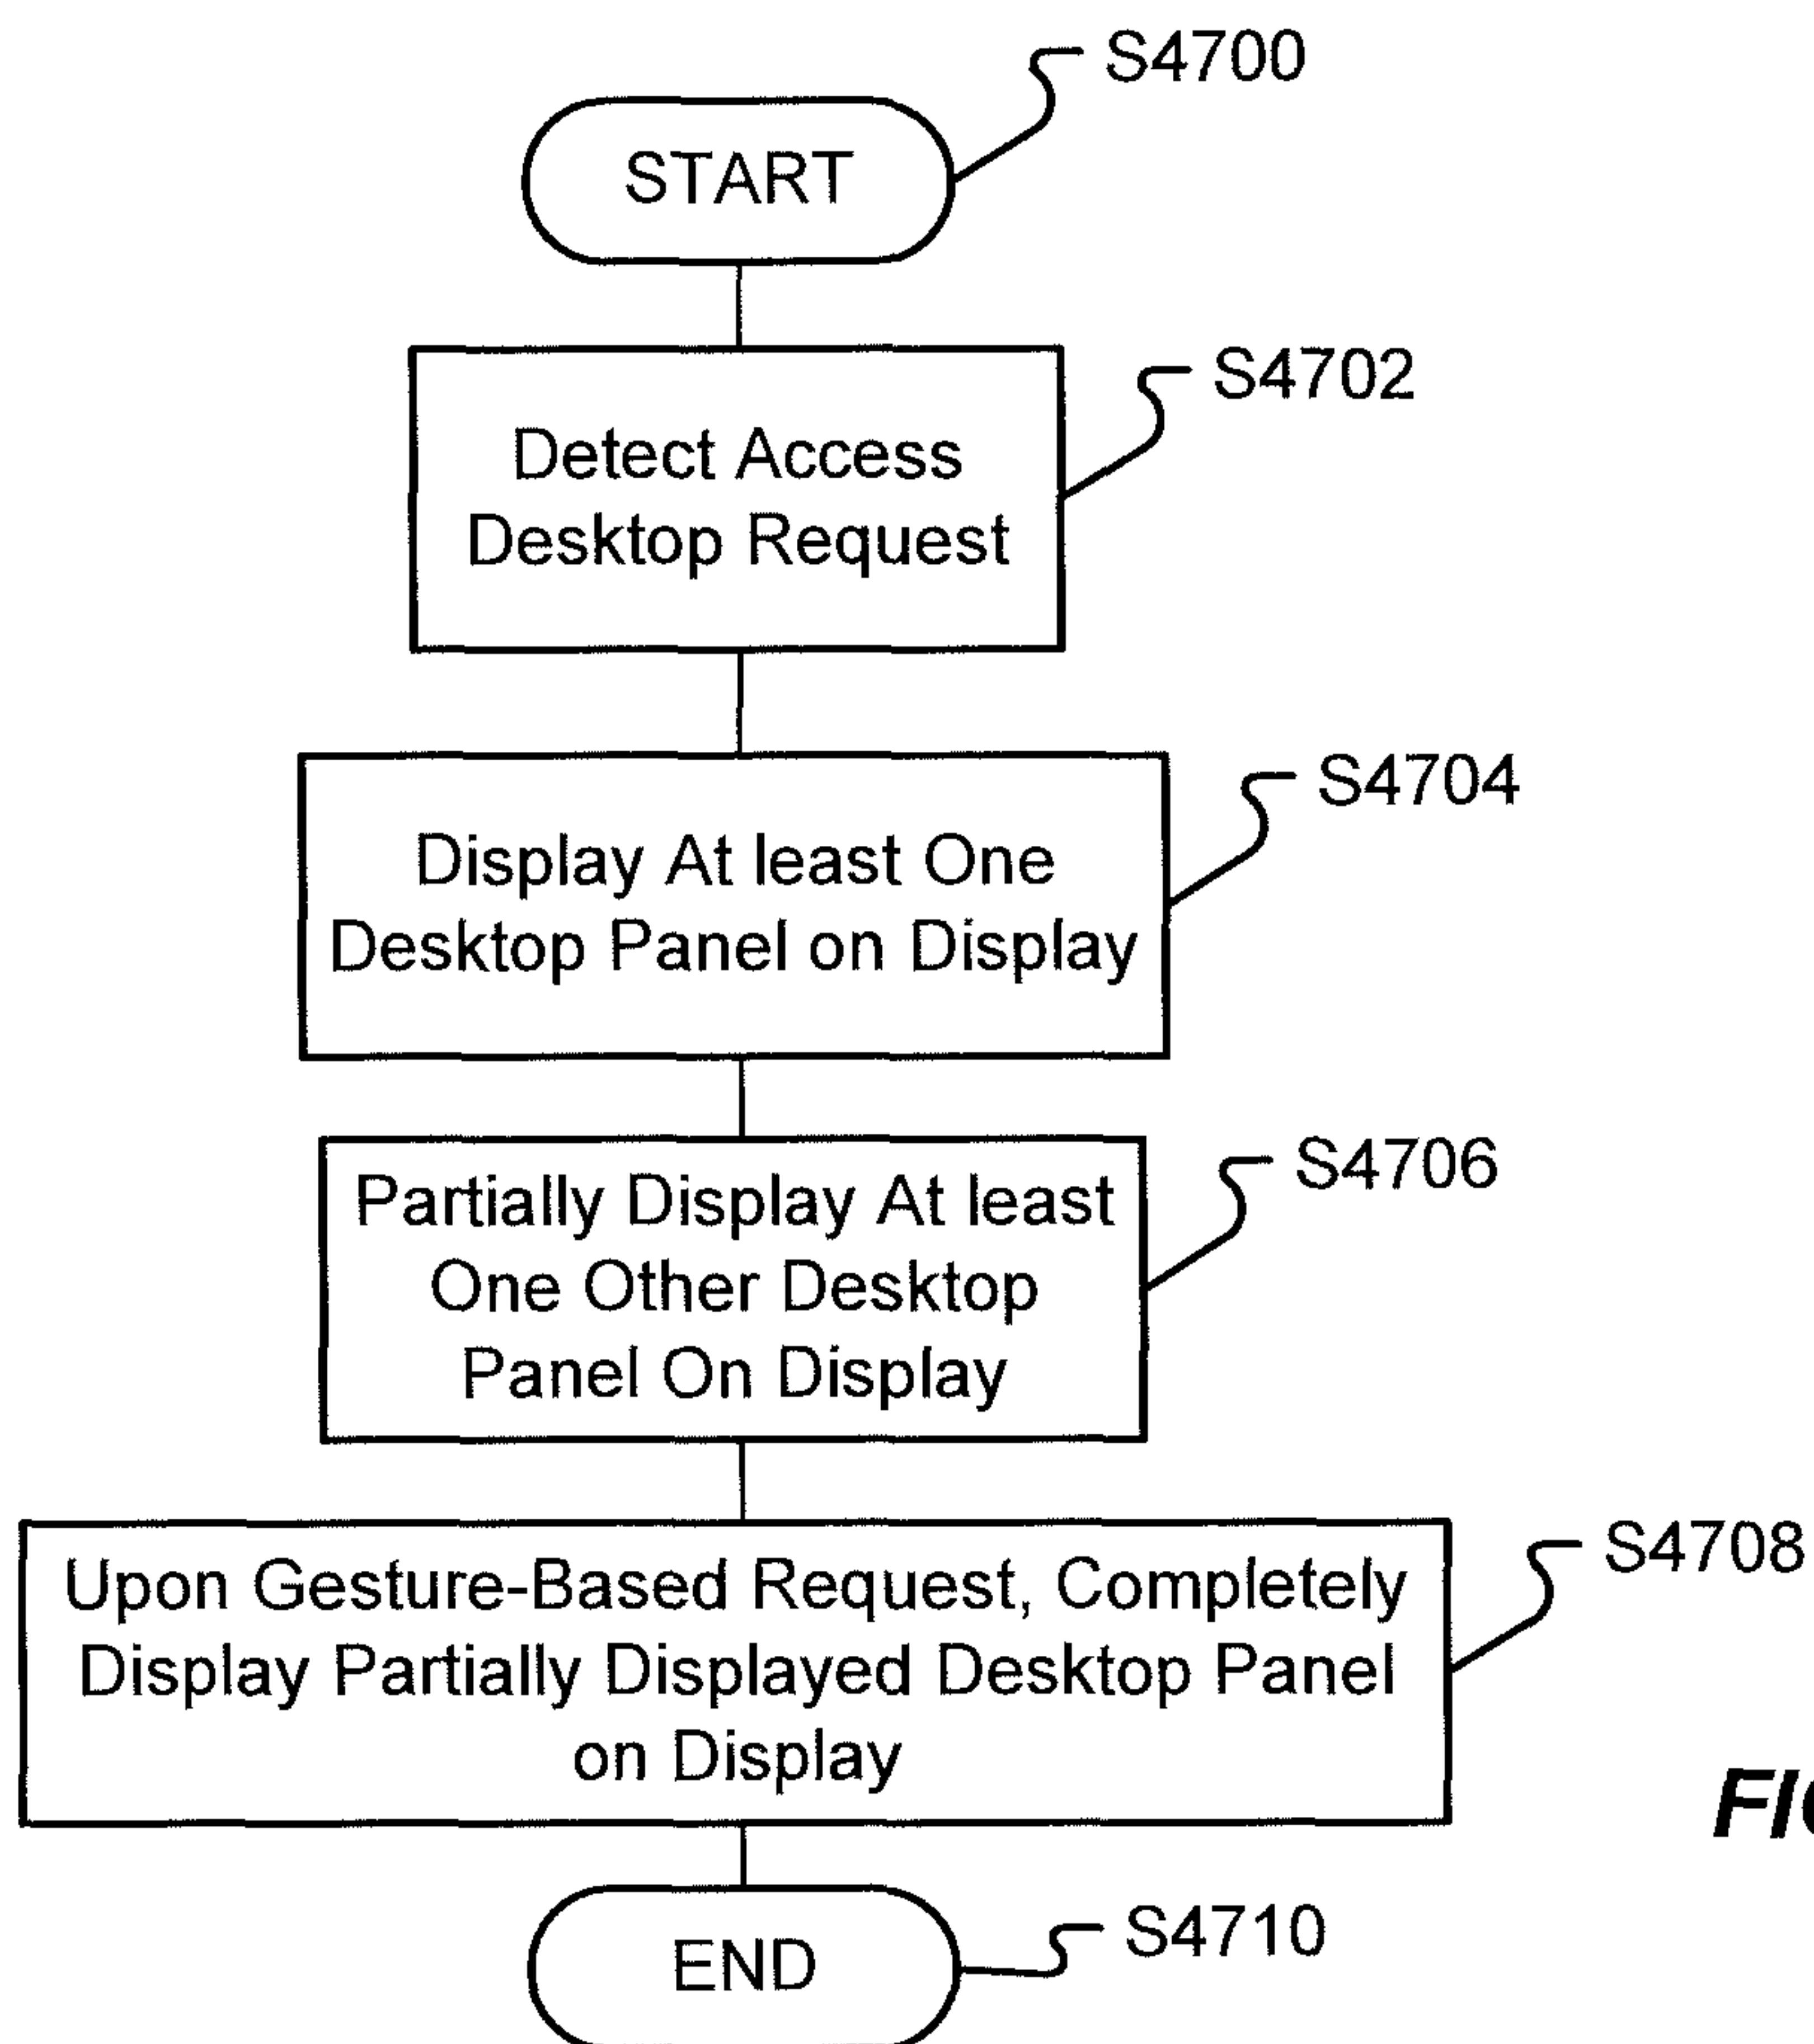 S4700
START
S4702
Detect Access
Desktop Request
S4704
Display At least One
Desktop Panel on Display
S4706
Partially Display At least
One Other Desktop
Panel On Display
S4708
Upon Gesture-Based Request, Completely
Display Partially Displayed Desktop Panel
on Display
S4710
END